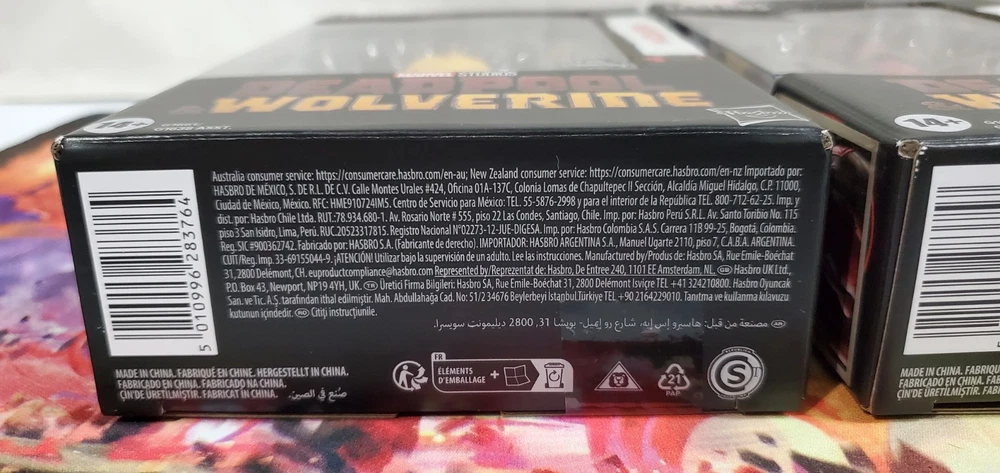 MARVEL STUDIOS
DEADPOOL
WOLVERINE
14+
Australia consumer service: https://consumercare.hasbro.com/en-au; New Zealand consumer service: https://consumercare.hasbro.com/en-nz Importado por:
HASBRO DE MÉXICO, S. DE R.L. DE C.V. Calle Montes Urales #424, Oficina 01A-137C, Colonia Lomas de Chapultepec II Sección, Alcaldía Miguel Hidalgo, C.P. 11000,
Ciudad de México, México. RFC: HME910724IM5. Centro de Servicio para México: TEL. 55-5876-2998 y para el interior de la República TEL. 800-712-62-25. Imp. y
dist. por: Hasbro Chile Ltda. RUT.:78.934.680-1. Av. Rosario Norte # 555, piso 22 Las Condes, Santiago, Chile. Imp. por: Hasbro Perú S.R.L. Av. Santo Toribio No. 115
piso 3 San Isidro, Lima, Perú. RUC.20523317815. Registro Nacional N°02273-12-JUE-DIGESA. Imp. por: Hasbro Colombia S.A.S. Carrera 11B 99-25, Bogotá, Colombia.
Reg. SIC #900362742. Fabricado por: HASBRO S.A. (Fabricante de derecho). IMPORTADOR: HASBRO ARGENTINA S.A., Manuel Ugarte 2110, piso 7, C.A.B.A. ARGENTINA.
CUIT/Reg. Imp. 33-69155044-9. ¡ATENCIÓN! Utilizar bajo la supervisión de un adulto. Lee las instrucciones. Manufactured by/Produs de: Hasbro SA, Rue Emile-Boéchat
31, 2800 Delémont, CH. euproductcompliance@hasbro.com Represented by/Reprezentat de: Hasbro, De Entree 240, 1101 EE Amsterdam, NL. GB Hasbro UK Ltd.,
P.O. Box 43, Newport, NP19 4YH, UK. TR Üretici Firma Bilgileri: Hasbro SA, Rue Emile-Boéchat 31, 2800 Delémont İsviçre TEL +41 324210800. Hasbro Oyuncak
San. ve Tic. A.Ş. tarafından ithal edilmiştir. Mah. Abdullahağa Cad. No: 51/2 34676 Beylerbeyi İstanbul Türkiye TEL +90 2164229010. Tanıtma ve kullanma kılavuzu
kutunun içindedir. RO Citiți instrucțiunile.
AR مصنعة من قبل: هاسبرو إس إيه، شارع رو إيميل- بويشا 31، 2800 ديليمونت سويسرا.
5 010996 283764
MADE IN CHINA. FABRIQUÉ EN CHINE. HERGESTELLT IN CHINA.
FABRICADO EN CHINA. FABRICADO NA CHINA.
ÇİN'DE ÜRETİLMİŞTİR. FABRICAT ÎN CHINA. صنع في الصين.
FR
ÉLÉMENTS
D'EMBALLAGE +
21
PAP
S
14+
MADE IN CHINA. FABRIQU
FABRICADO EN CHINA.
ÇİN'DE ÜRETİLMİŞTİR.